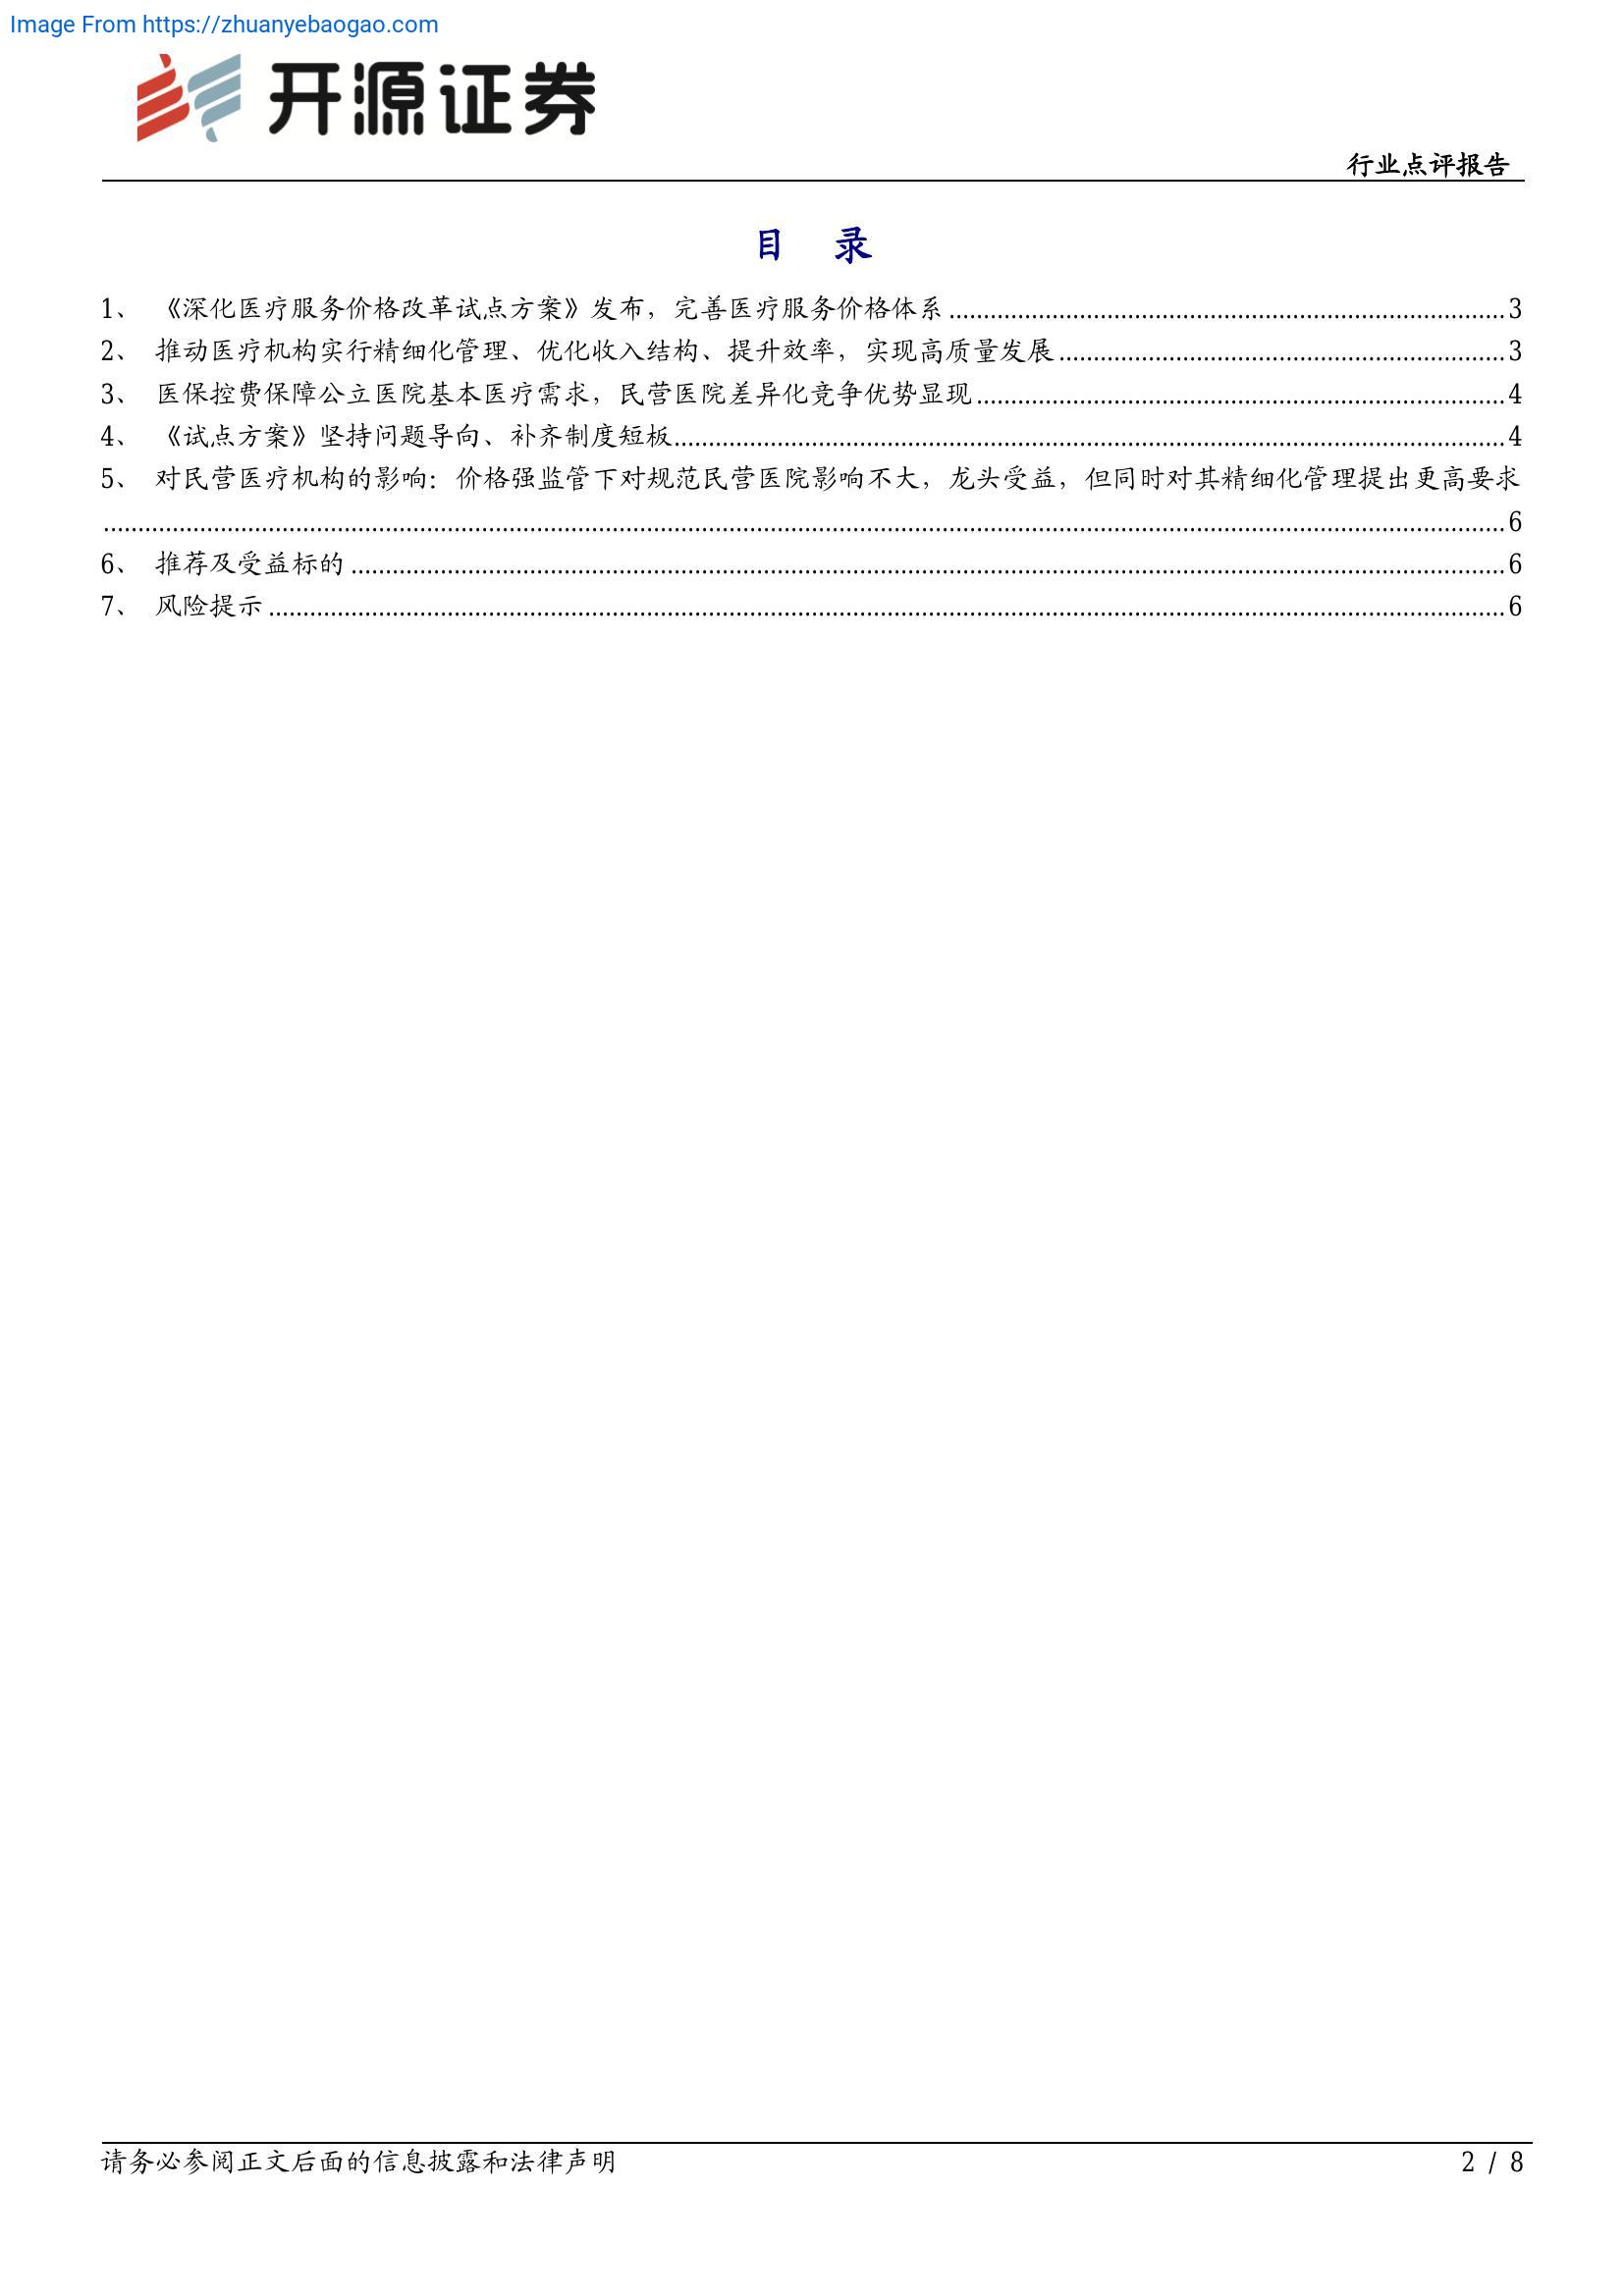 Image From https://zhuanyebaogao.com
开源证券
行业点评报告
目 录
1、 《深化医疗服务价格改革试点方案》发布，完善医疗服务价格体系 ........ 3
2、 推动医疗机构实行精细化管理、优化收入结构、提升效率，实现高质量发展 ........ 3
3、 医保控费保障公立医院基本医疗需求，民营医院差异化竞争优势显现 ........ 4
4、 《试点方案》坚持问题导向、补齐制度短板 ........ 4
5、 对民营医疗机构的影响：价格强监管下对规范民营医院影响不大，龙头受益，但同时对其精细化管理提出更高要求
........ 6
6、 推荐及受益标的 ........ 6
7、 风险提示 ........ 6
请务必参阅正文后面的信息披露和法律声明 2 / 8